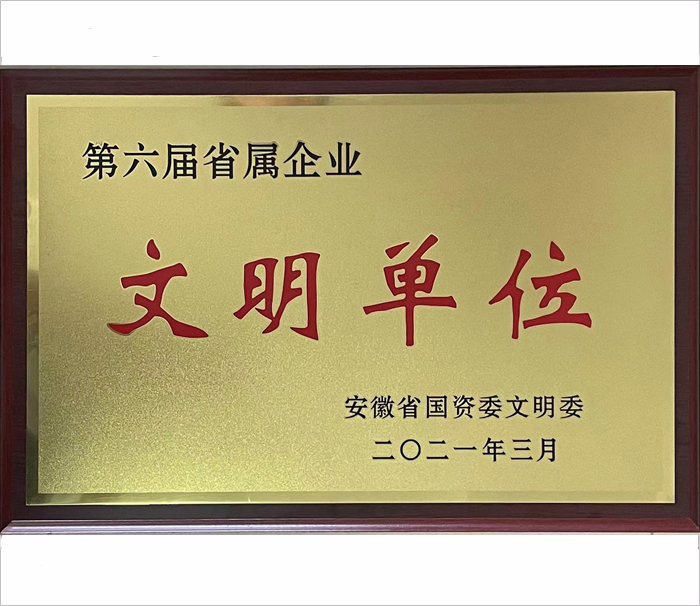 第六届省属企业
文明单位
安徽省国资委文明委
二〇二一年三月